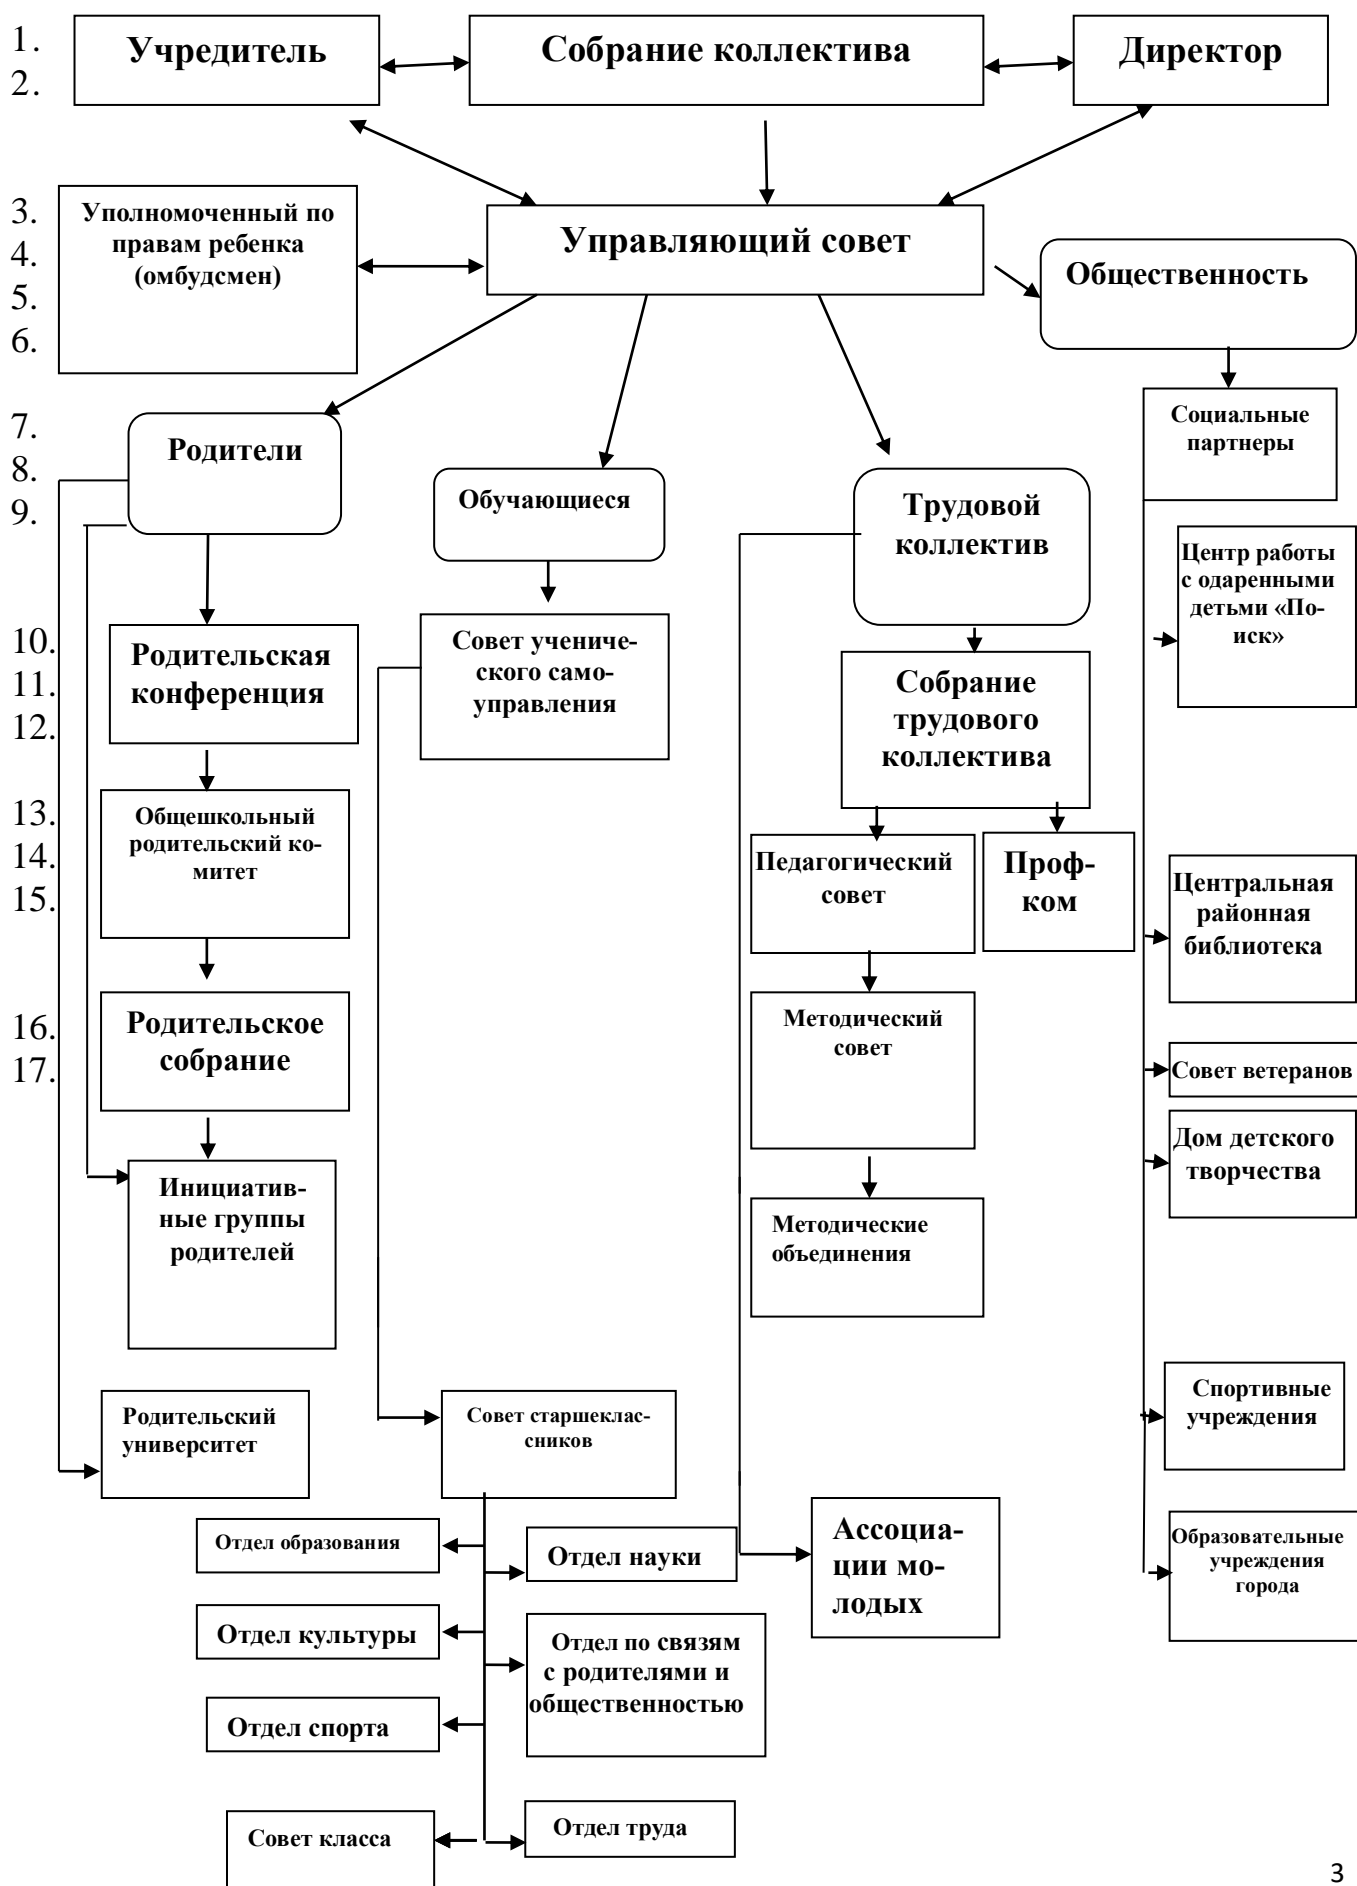 1.
2.
Учредитель
Собрание коллектива
Директор
3.
4.
5.
6.
Уполномоченный по
правам ребенка
(омбудсмен)
Управляющий совет
Общественность
7.
8.
9.
Родители
Обучающиеся
Трудовой
коллектив
Социальные
партнеры
Центр работы
с одаренными
детьми «По-
иск»
10.
11.
12.
Родительская
конференция
Совет учениче-
ского само-
управления
Собрание
трудового
коллектива
13.
14.
15.
Общешкольный
родительский ко-
митет
Педагогический
совет
Проф-
ком
Центральная
районная
библиотека
16.
17.
Родительское
собрание
Методический
совет
Совет ветеранов
Дом детского
творчества
Инициатив-
ные группы
родителей
Методические
объединения
Родительский
университет
Совет старшеклас-
сников
Спортивные
учреждения
Отдел образования
Отдел науки
Ассоциа-
ции мо-
лодых
Образовательные
учреждения
города
Отдел культуры
Отдел по связям
с родителями и
общественностью
Отдел спорта
Совет класса
Отдел труда
3